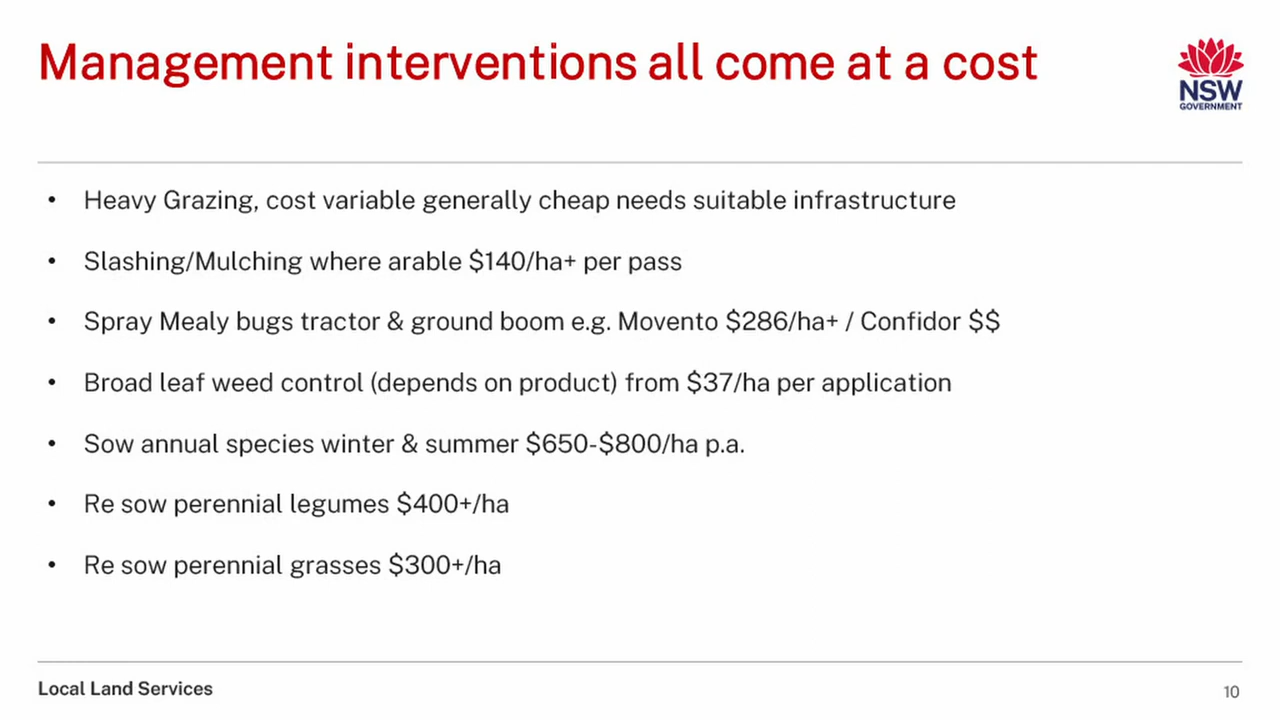 Management interventions all come at a cost
NSW
GOVERNMENT
• Heavy Grazing, cost variable generally cheap needs suitable infrastructure
• Slashing/Mulching where arable $140/ha+ per pass
• Spray Mealy bugs tractor & ground boom e.g. Movento $286/ha+ / Confidor $$
• Broad leaf weed control (depends on product) from $37/ha per application
• Sow annual species winter & summer $650-$800/ha p.a.
• Re sow perennial legumes $400+/ha
• Re sow perennial grasses $300+/ha
Local Land Services
10